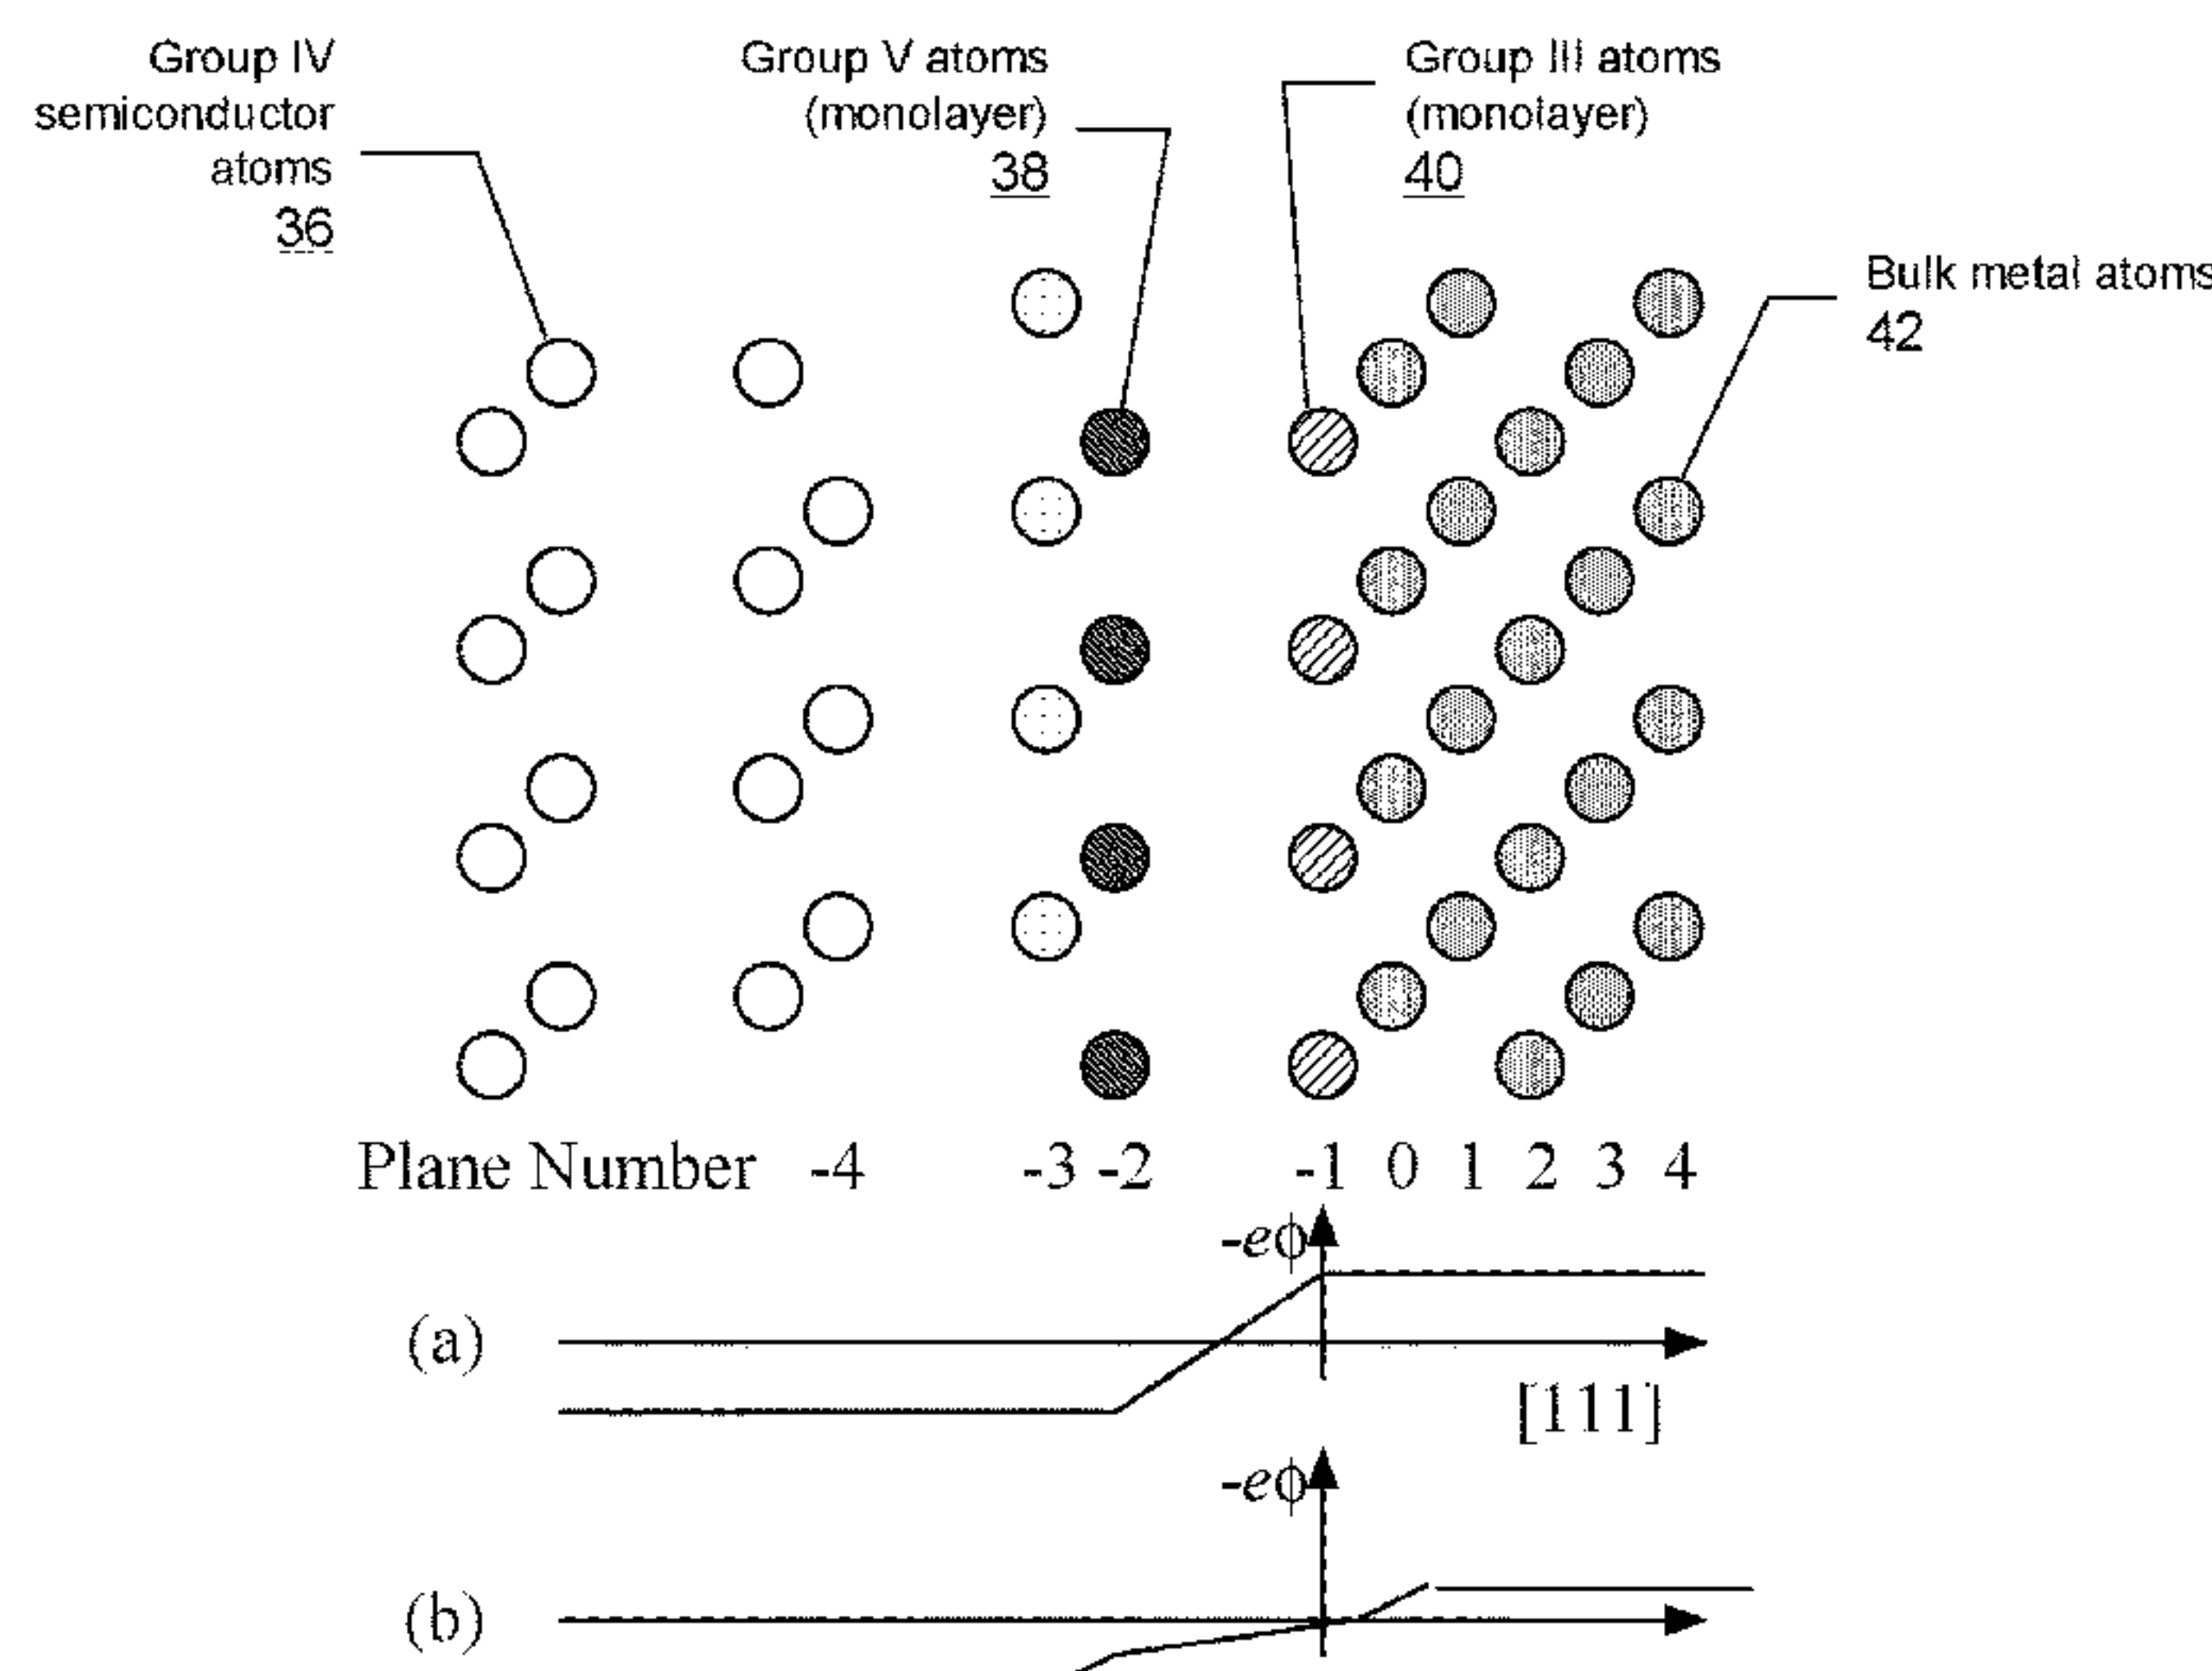 Group IV
semiconductor
atoms
36
Group V atoms
(monolayer)
38
Group III atoms
(monolayer)
40
Bulk metal atoms
42
Plane Number -4 -3 -2 -1 0 1 2 3 4
-eϕ
(a)
[111]
-eϕ
(b)